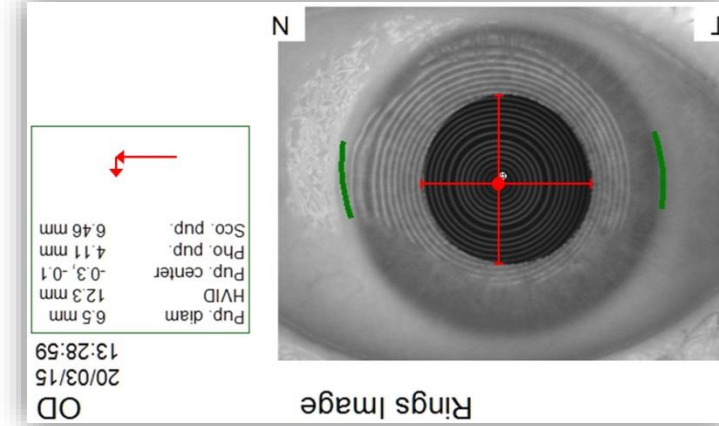 Rings Image
OD
20/03/15
13:28:59
Pup. diam 6.5 mm
HVID 12.3 mm
Pup. center -0.3, -0.1
Pho. pup. 4.11 mm
Sco. pup. 6.46 mm
T N